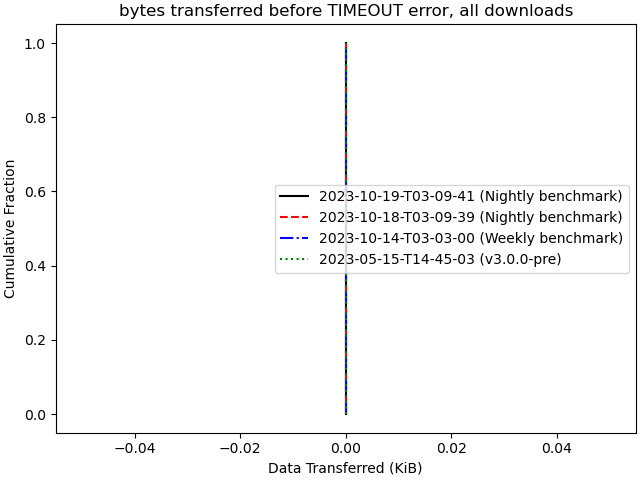 bytes transferred before TIMEOUT error, all downloads
Cumulative Fraction
1.0
0.8
0.6
0.4
0.2
0.0
2023-10-19-T03-09-41 (Nightly benchmark)
2023-10-18-T03-09-39 (Nightly benchmark)
2023-10-14-T03-03-00 (Weekly benchmark)
2023-05-15-T14-45-03 (v3.0.0-pre)
−0.04 −0.02 0.00 0.02 0.04
Data Transferred (KiB)